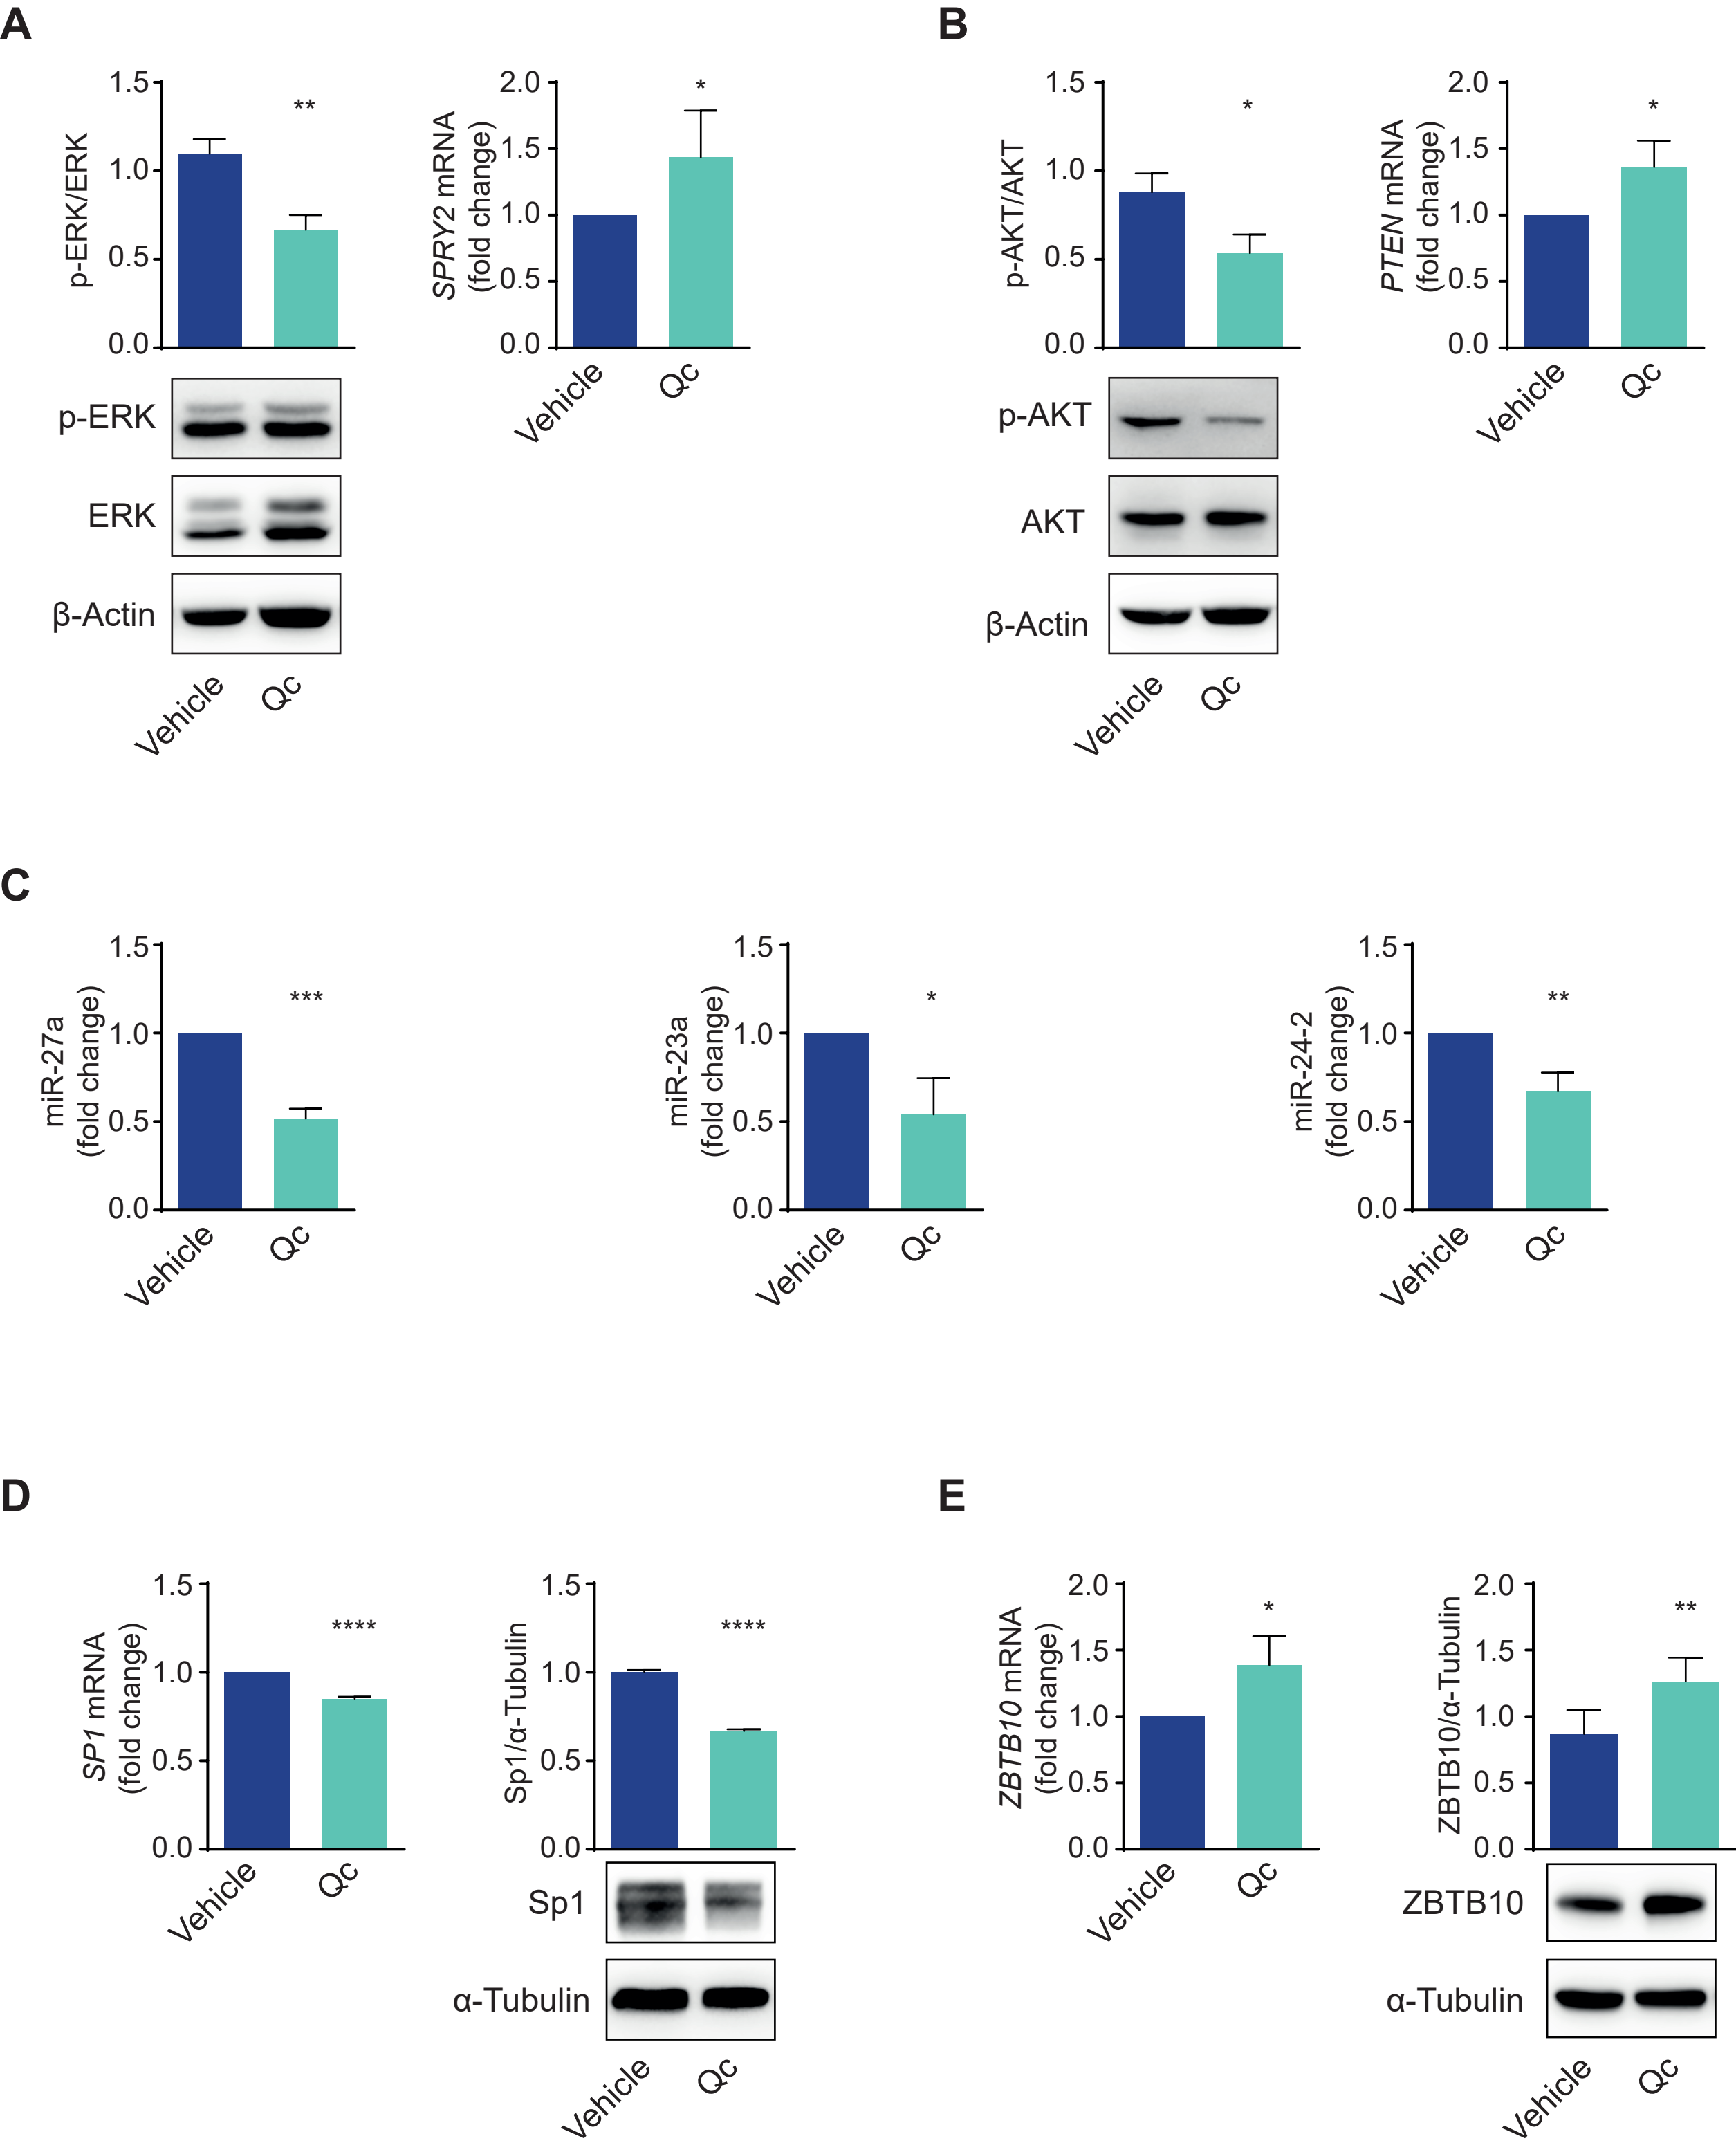 A
1.5
1.0
0.5
0.0
p-ERK/ERK
**
p-ERK
ERK
β-Actin
Vehicle
Qc
2.0
1.5
1.0
0.5
0.0
SPRY2 mRNA
(fold change)
*
Vehicle
Qc
B
1.5
1.0
0.5
0.0
p-AKT/AKT
*
p-AKT
AKT
β-Actin
Vehicle
Qc
2.0
1.5
1.0
0.5
0.0
PTEN mRNA
(fold change)
*
Vehicle
Qc
C
1.5
1.0
0.5
0.0
miR-27a
(fold change)
***
Vehicle
Qc
1.5
1.0
0.5
0.0
miR-23a
(fold change)
*
Vehicle
Qc
1.5
1.0
0.5
0.0
miR-24-2
(fold change)
**
Vehicle
Qc
D
1.5
1.0
0.5
0.0
SP1 mRNA
(fold change)
****
Vehicle
Qc
1.5
1.0
0.5
0.0
Sp1/α-Tubulin
****
Sp1
α-Tubulin
Vehicle
Qc
E
2.0
1.5
1.0
0.5
0.0
ZBTB10 mRNA
(fold change)
*
Vehicle
Qc
2.0
1.5
1.0
0.5
0.0
ZBTB10/α-Tubulin
**
ZBTB10
α-Tubulin
Vehicle
Qc